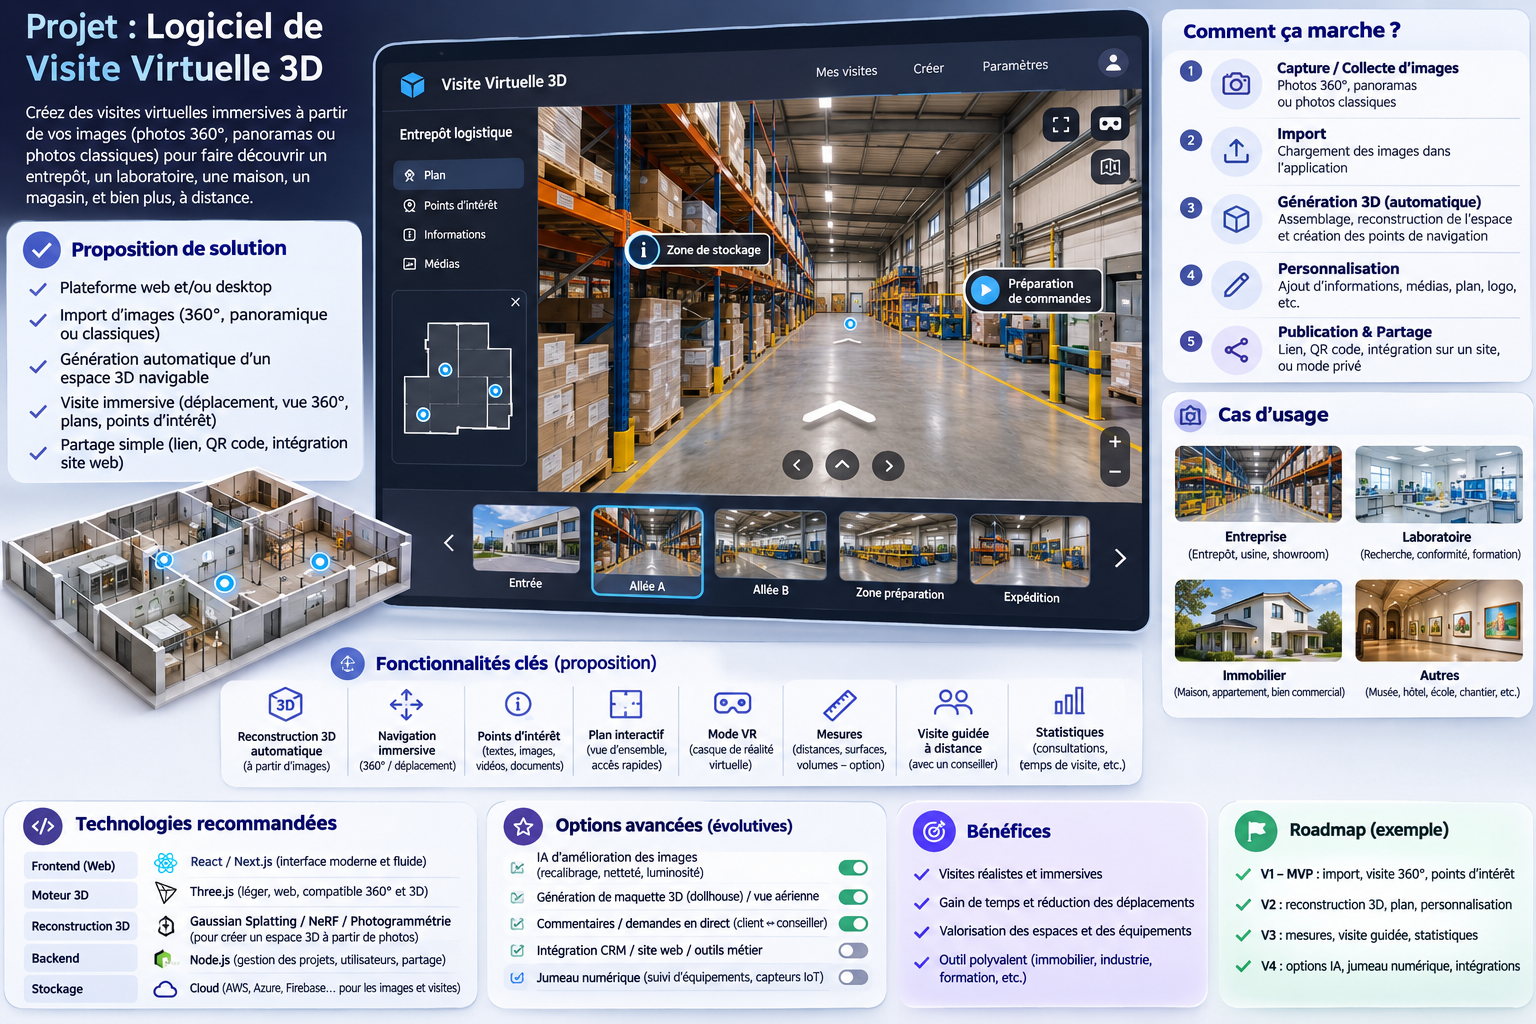 Projet : Logiciel de
Visite Virtuelle 3D
Créez des visites virtuelles immersives à partir
de vos images (photos 360°, panoramas ou
photos classiques) pour faire découvrir un
entrepôt, un laboratoire, une maison, un
magasin, et bien plus, à distance.
Proposition de solution
Plateforme web et/ou desktop
Import d'images (360°, panoramique
ou classiques)
Génération automatique d'un
espace 3D navigable
Visite immersive (déplacement, vue 360°,
plans, points d'intérêt)
Partage simple (lien, QR code, intégration
site web)
Visite Virtuelle 3D
Mes visites
Créer
Paramètres
Entrepôt logistique
Plan
Points d'intérêt
Informations
Médias
Zone de stockage
Préparation
de commandes
Entrée
Allée A
Allée B
Zone préparation
Expédition
Comment ça marche ?
1
Capture / Collecte d'images
Photos 360°, panoramas
ou photos classiques
2
Import
Chargement des images dans
l'application
3
Génération 3D (automatique)
Assemblage, reconstruction de l'espace
et création des points de navigation
4
Personnalisation
Ajout d'informations, médias, plan, logo,
etc.
5
Publication & Partage
Lien, QR code, intégration sur un site,
ou mode privé
Cas d'usage
Entreprise
(Entrepôt, usine, showroom)
Laboratoire
(Recherche, conformité, formation)
Immobilier
(Maison, appartement, bien commercial)
Autres
(Musée, hôtel, école, chantier, etc.)
Fonctionnalités clés (proposition)
3D
Reconstruction 3D
automatique
(à partir d'images)
Navigation
immersive
(360° / déplacement)
Points d'intérêt
(textes, images,
vidéos, documents)
Plan interactif
(vue d'ensemble,
accès rapides)
Mode VR
(casque de réalité
virtuelle)
Mesures
(distances, surfaces,
volumes – option)
Visite guidée
à distance
(avec un conseiller)
Statistiques
(consultations,
temps de visite, etc.)
Technologies recommandées
Frontend (Web)
React / Next.js (interface moderne et fluide)
Moteur 3D
Three.js (léger, web, compatible 360° et 3D)
Reconstruction 3D
Gaussian Splatting / NeRF / Photogrammétrie
(pour créer un espace 3D à partir de photos)
Backend
Node.js (gestion des projets, utilisateurs, partage)
Stockage
Cloud (AWS, Azure, Firebase... pour les images et visites)
Options avancées (évolutives)
IA d'amélioration des images
(recalibrage, netteté, luminosité)
Génération de maquette 3D (dollhouse) / vue aérienne
Commentaires / demandes en direct (client ↔ conseiller)
Intégration CRM / site web / outils métier
Jumeau numérique (suivi d'équipements, capteurs IoT)
Bénéfices
Visites réalistes et immersives
Gain de temps et réduction des déplacements
Valorisation des espaces et des équipements
Outil polyvalent (immobilier, industrie,
formation, etc.)
Roadmap (exemple)
V1 – MVP : import, visite 360°, points d'intérêt
V2 : reconstruction 3D, plan, personnalisation
V3 : mesures, visite guidée, statistiques
V4 : options IA, jumeau numérique, intégrations